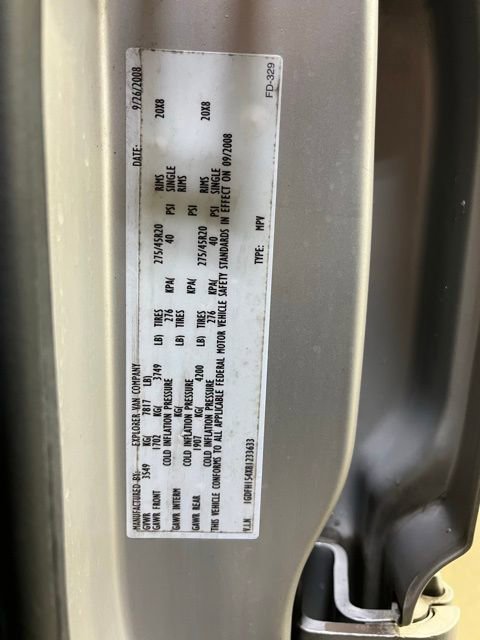 MANUFACTURED BY: EXPLORER VAN COMPANY DATE: 9/26/2008
GVWR 3549 KG( 7817 LB)
GAWR FRONT 1702 KG( 3749 LB) TIRES 275/45R20 RIMS 20X8
COLD INFLATION PRESSURE 276 KPA( 40 PSI SINGLE
GAWR INTERM KG( LB) TIRES RIMS
COLD INFLATION PRESSURE KPA( PSI
GAWR REAR 1907 KG( 4200 LB) TIRES 275/45R20 RIMS 20X8
COLD INFLATION PRESSURE 276 KPA( 40 PSI SINGLE
THIS VEHICLE CONFORMS TO ALL APPLICABLE FEDERAL MOTOR VEHICLE SAFETY STANDARDS IN EFFECT ON 09/2008
V.I.N 1GDFH154X81233633 TYPE: MPV
FD-329